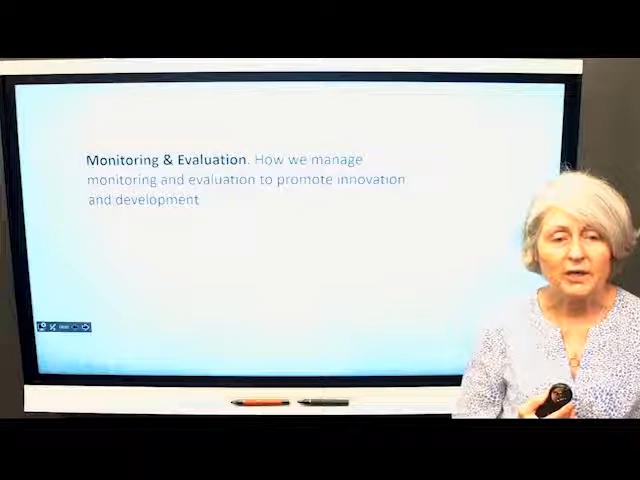 Monitoring & Evaluation. How we manage
monitoring and evaluation to promote innovation
and development